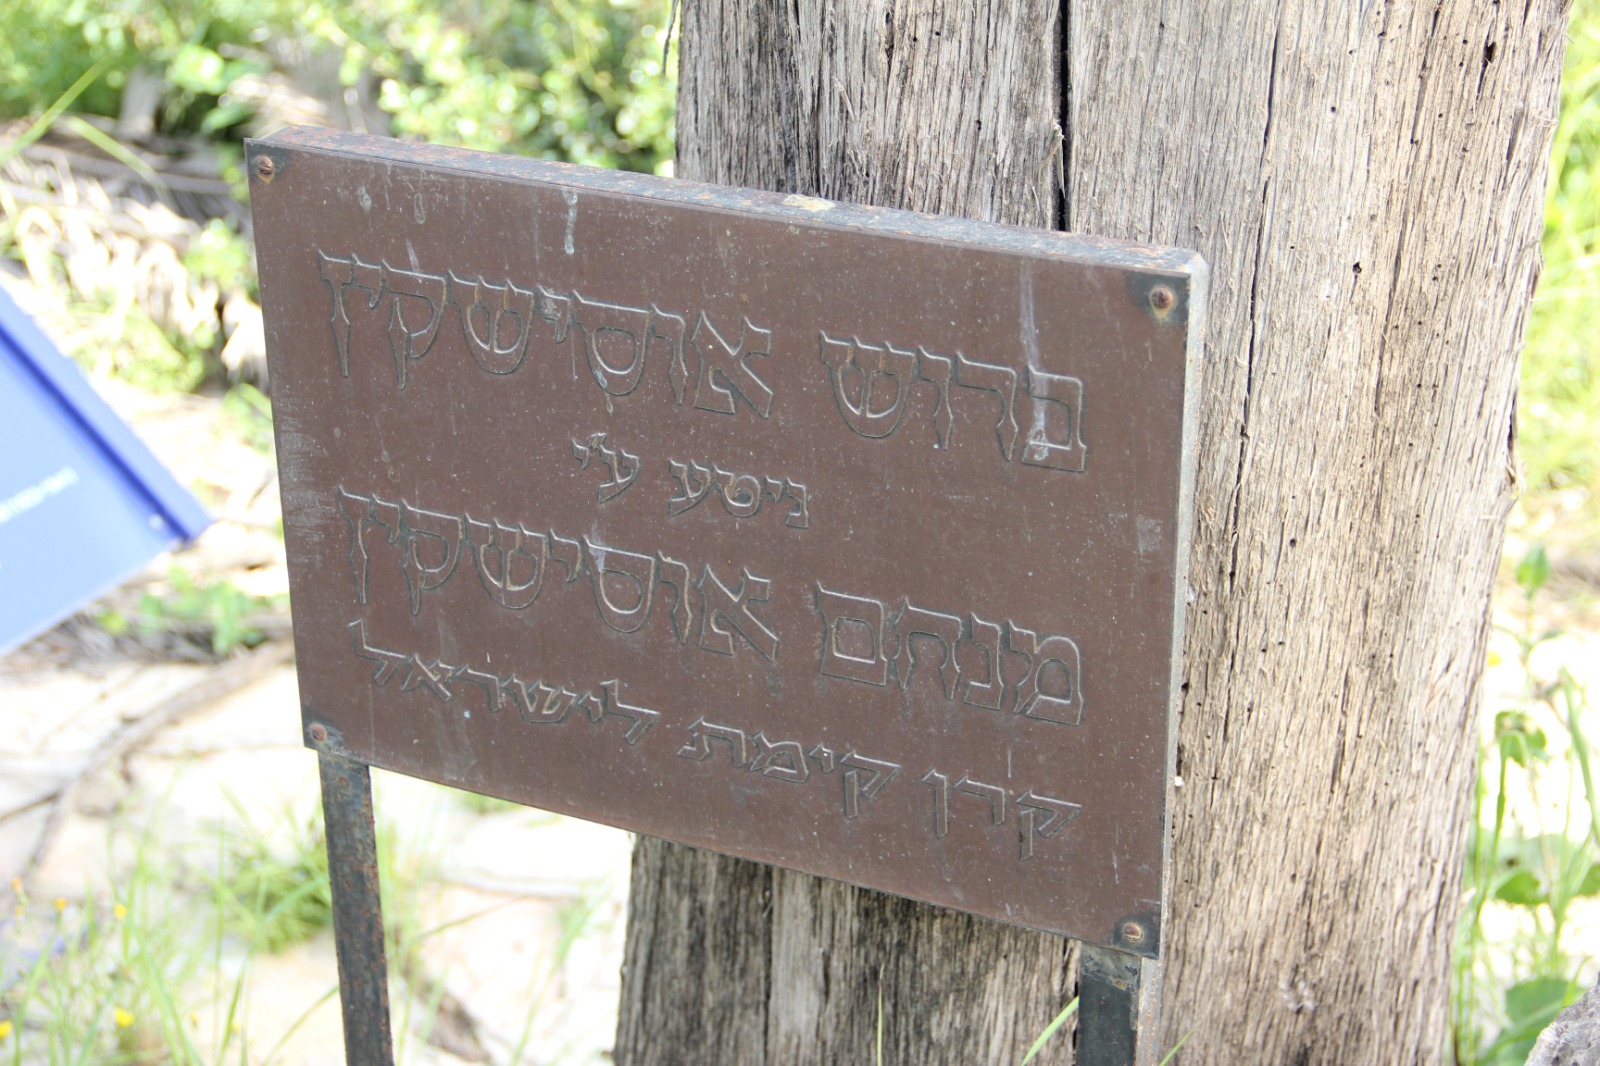 ברוש אוסישקין
ניטע ע"י
מנחם אוסישקין
קרן קימת לישראל